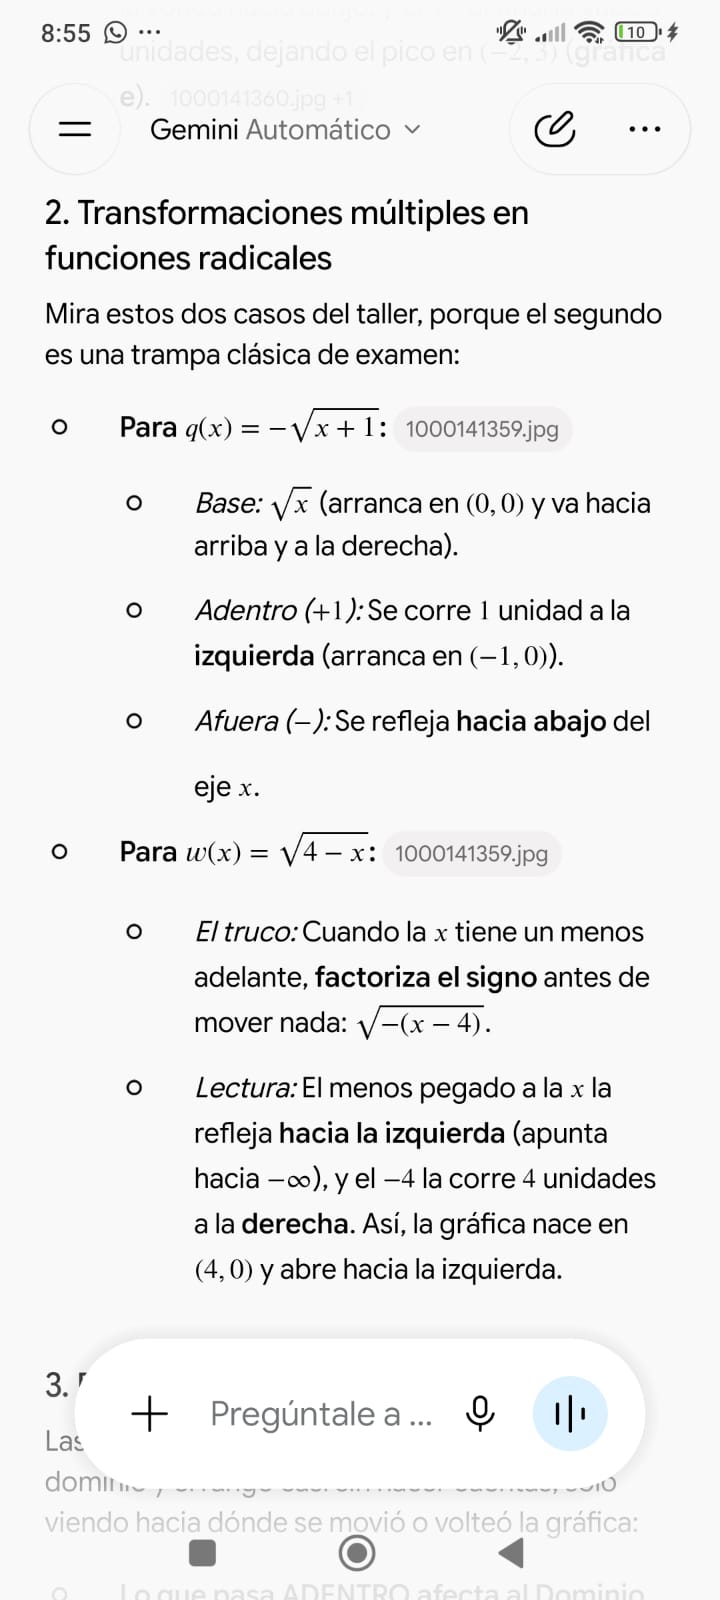 8:55 ...
10
unidades, dejando el pico en (−2, 3) (gráfica
e). 1000141360.jpg +1
Gemini Automático
2. Transformaciones múltiples en
funciones radicales
Mira estos dos casos del taller, porque el segundo
es una trampa clásica de examen:
Para q(x) = −√(x + 1): 1000141359.jpg
Base: √x (arranca en (0, 0) y va hacia
arriba y a la derecha).
Adentro (+1): Se corre 1 unidad a la
izquierda (arranca en (−1, 0)).
Afuera (−): Se refleja hacia abajo del
eje x.
Para w(x) = √(4 − x): 1000141359.jpg
El truco: Cuando la x tiene un menos
adelante, factoriza el signo antes de
mover nada: √(−(x − 4)).
Lectura: El menos pegado a la x la
refleja hacia la izquierda (apunta
hacia −∞), y el −4 la corre 4 unidades
a la derecha. Así, la gráfica nace en
(4, 0) y abre hacia la izquierda.
3.
Pregúntale a ...
Las
viendo hacia dónde se movió o volteó la gráfica:
Lo que pasa ADENTRO afecta al Dominio